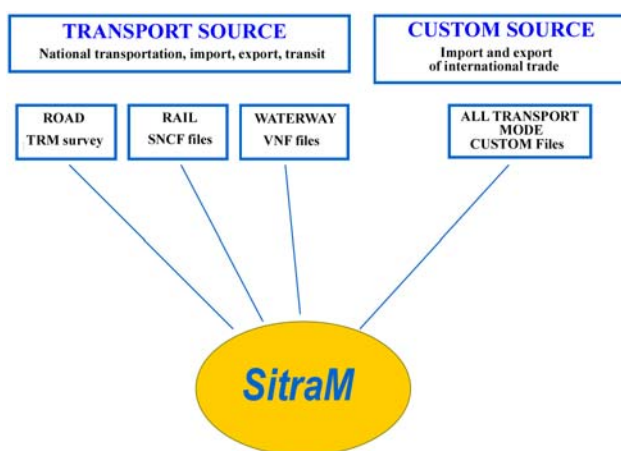 TRANSPORT SOURCE
National transportation, import, export, transit
CUSTOM SOURCE
Import and export
of international trade
ROAD
TRM survey
RAIL
SNCF files
WATERWAY
VNF files
ALL TRANSPORT
MODE
CUSTOM Files
SitraM